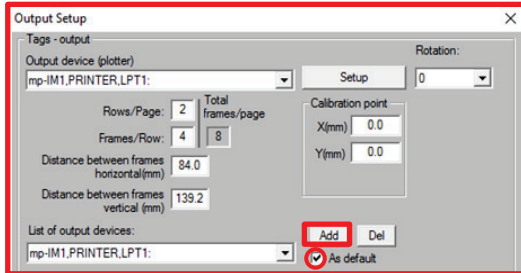 Output Setup
Tags - output
Output device (plotter)
Rotation:
mp-IM1,PRINTER,LPT1:
Setup
0
Rows/Page: 2
Total
frames/page
Frames/Row: 4
8
Calibration point
X(mm) 0.0
Y(mm) 0.0
Distance between frames
horizontal(mm)
84.0
Distance between frames
vertical (mm)
139.2
List of output devices:
Add
Del
mp-IM1,PRINTER,LPT1:
As default